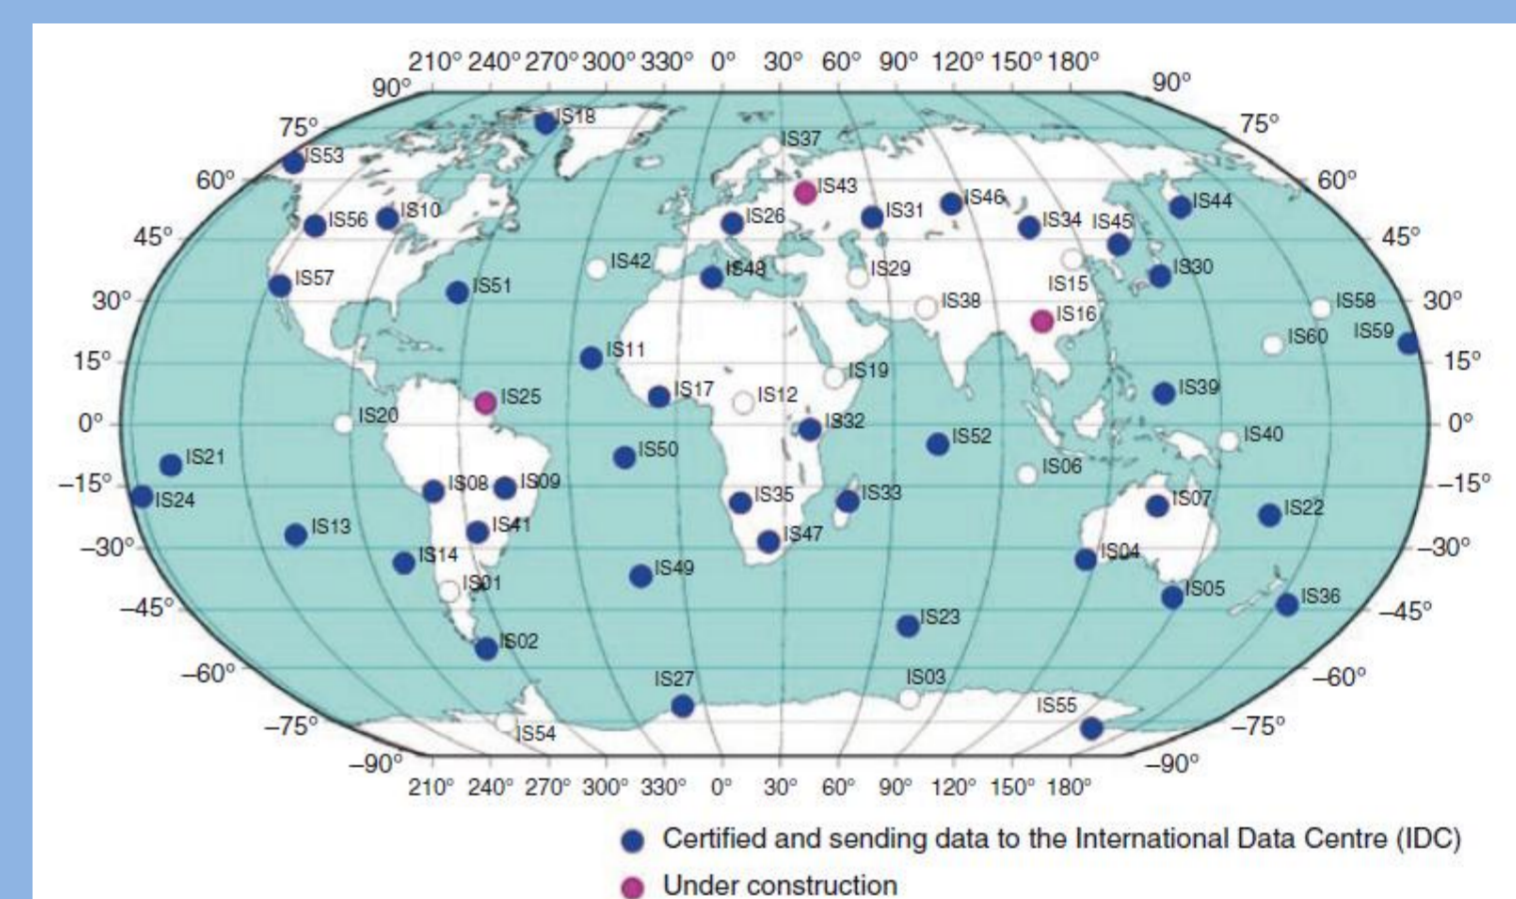 210° 240° 270° 300° 330° 0° 30° 60° 90° 120° 150° 180°
90° 90°
IS18
75° 75°
IS37
IS53
60° 60°
IS43
IS46 IS44
IS56 IS10 IS26 IS31 IS34 IS45
45° 45°
IS42 IS48 IS29 IS15 IS30
IS57 IS51
30° IS38 IS58 30°
IS16 IS60 IS59
IS11
15° IS19 15°
IS17 IS12 IS39
IS25
IS20
0° IS32 0°
IS50 IS52 IS40
IS21 IS06
–15° IS08 IS09 –15°
IS24 IS35 IS33 IS07 IS22
IS13 IS41 IS47
–30° –30°
IS14 IS04
IS49
IS01 IS05 IS36
–45° –45°
IS23
IS02
–60° IS27 IS03 –60°
IS55
–75° IS54 –75°
–90° –90°
210° 240° 270° 300° 330° 0° 30° 60° 90° 120° 150° 180°
Certified and sending data to the International Data Centre (IDC)
Under construction